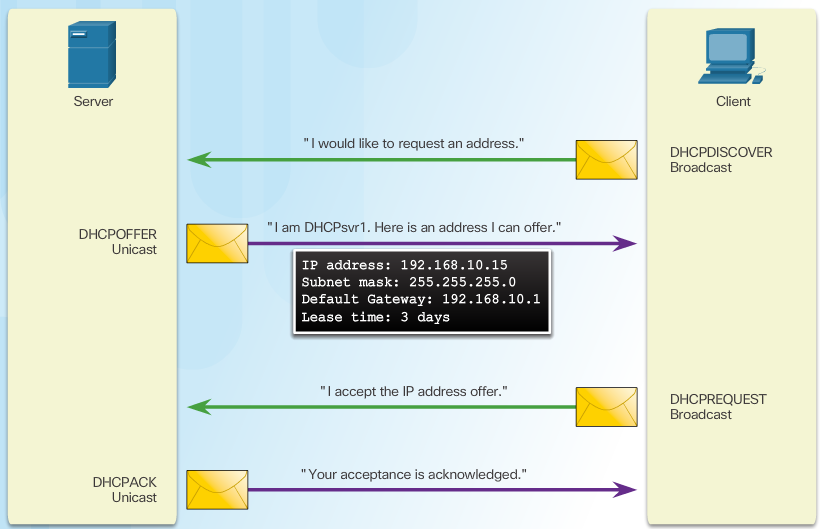 Server
Client
"I would like to request an address."
DHCPDISCOVER
Broadcast
DHCPOFFER
Unicast
"I am DHCPsvr1. Here is an address I can offer."
IP address: 192.168.10.15
Subnet mask: 255.255.255.0
Default Gateway: 192.168.10.1
Lease time: 3 days
"I accept the IP address offer."
DHCPREQUEST
Broadcast
DHCPACK
Unicast
"Your acceptance is acknowledged."